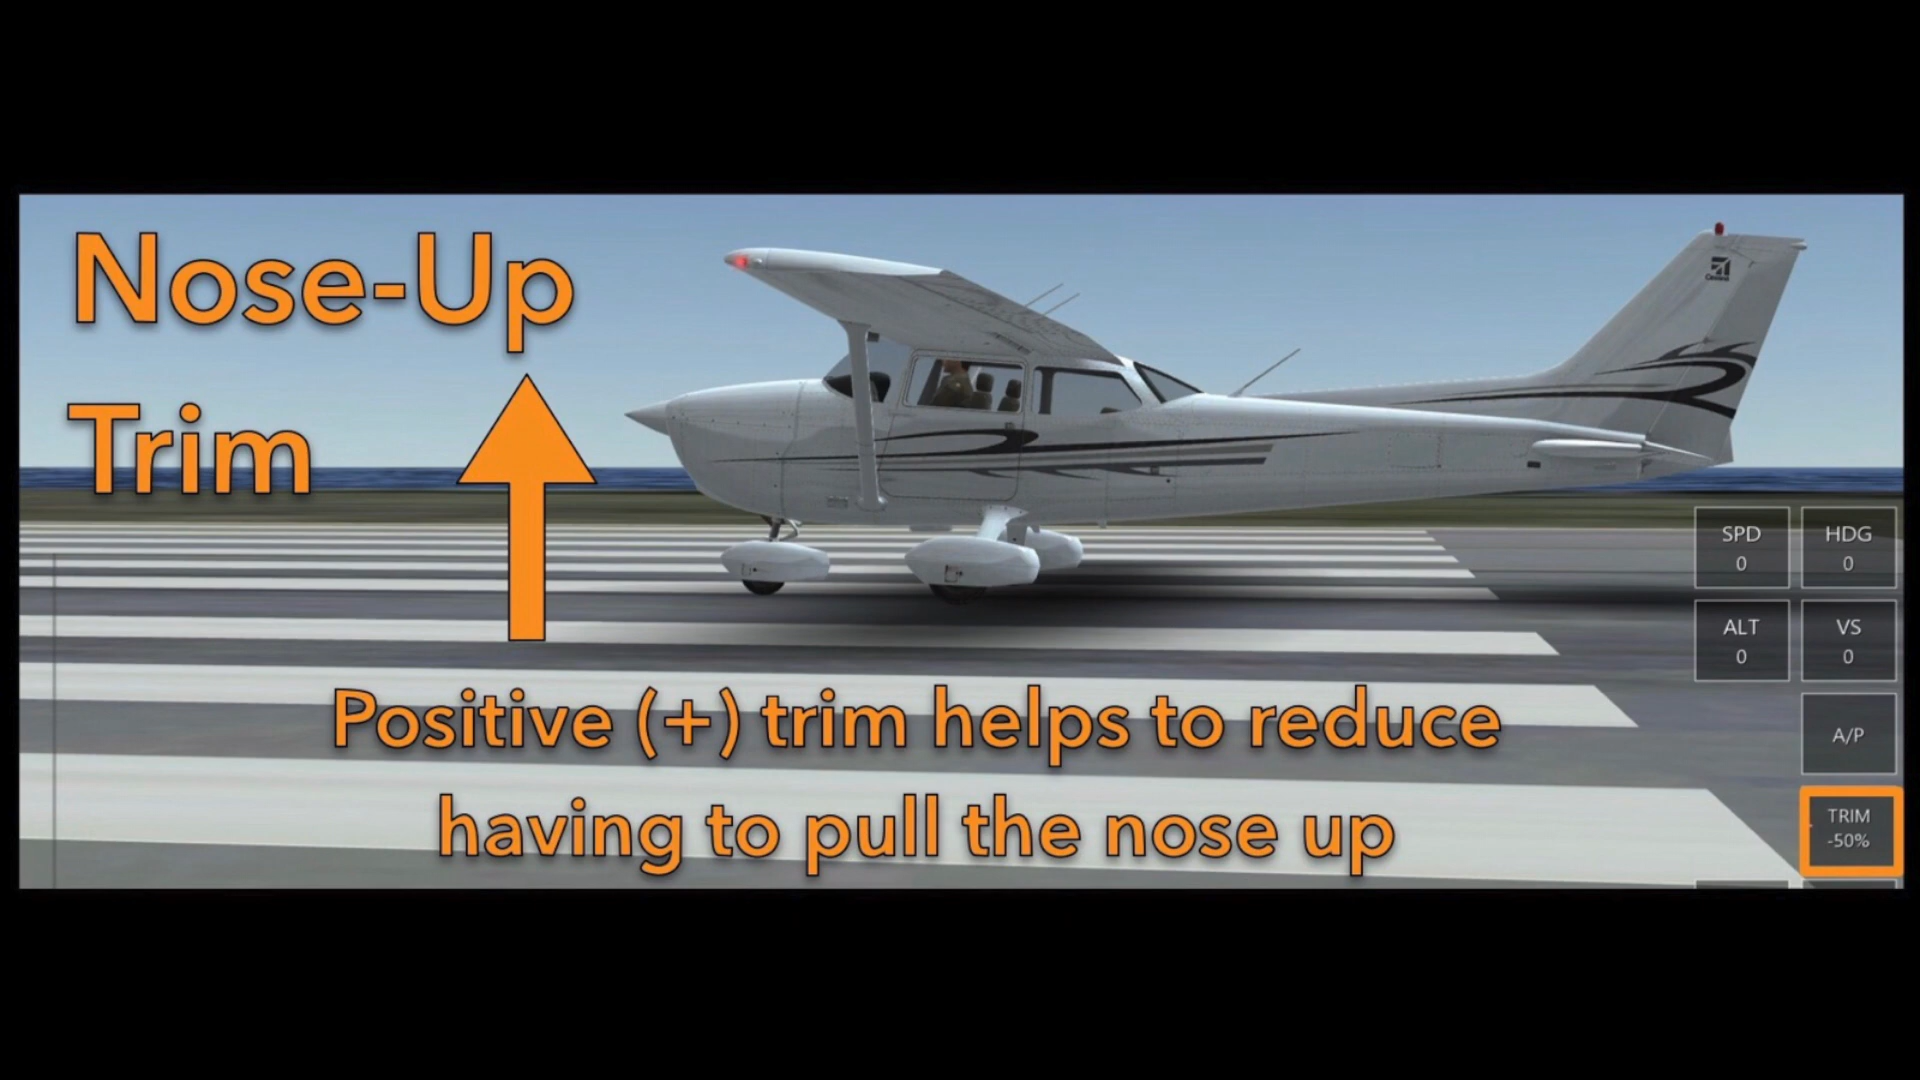 Nose-Up
Trim
Positive (+) trim helps to reduce
having to pull the nose up
SPD
0
HDG
0
ALT
0
VS
0
A/P
TRIM
-50%
Cessna